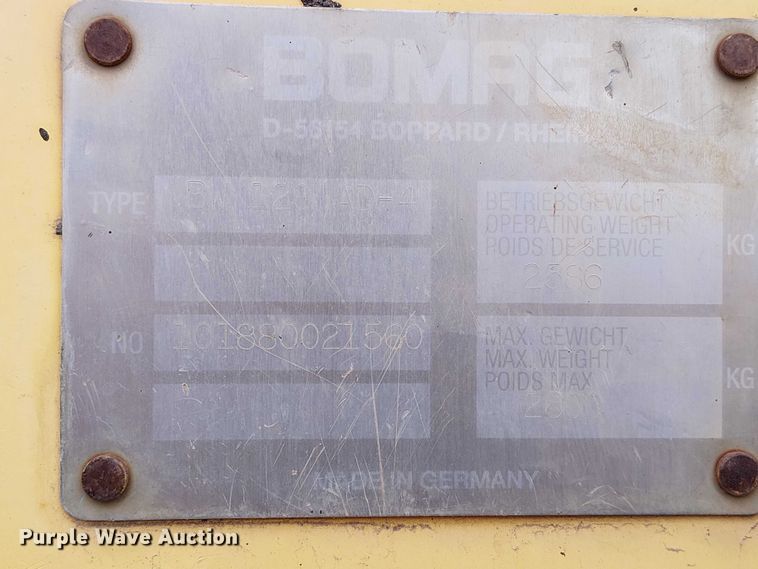 BOMAG
D-56154 BOPPARD / RHEIN
TYPE
BETRIEBSGEWICHT
OPERATING WEIGHT
POIDS DE SERVICE
KG
NO 101880021560
MAX. GEWICHT
MAX. WEIGHT
POIDS MAX
KG
MADE IN GERMANY
Purple Wave Auction